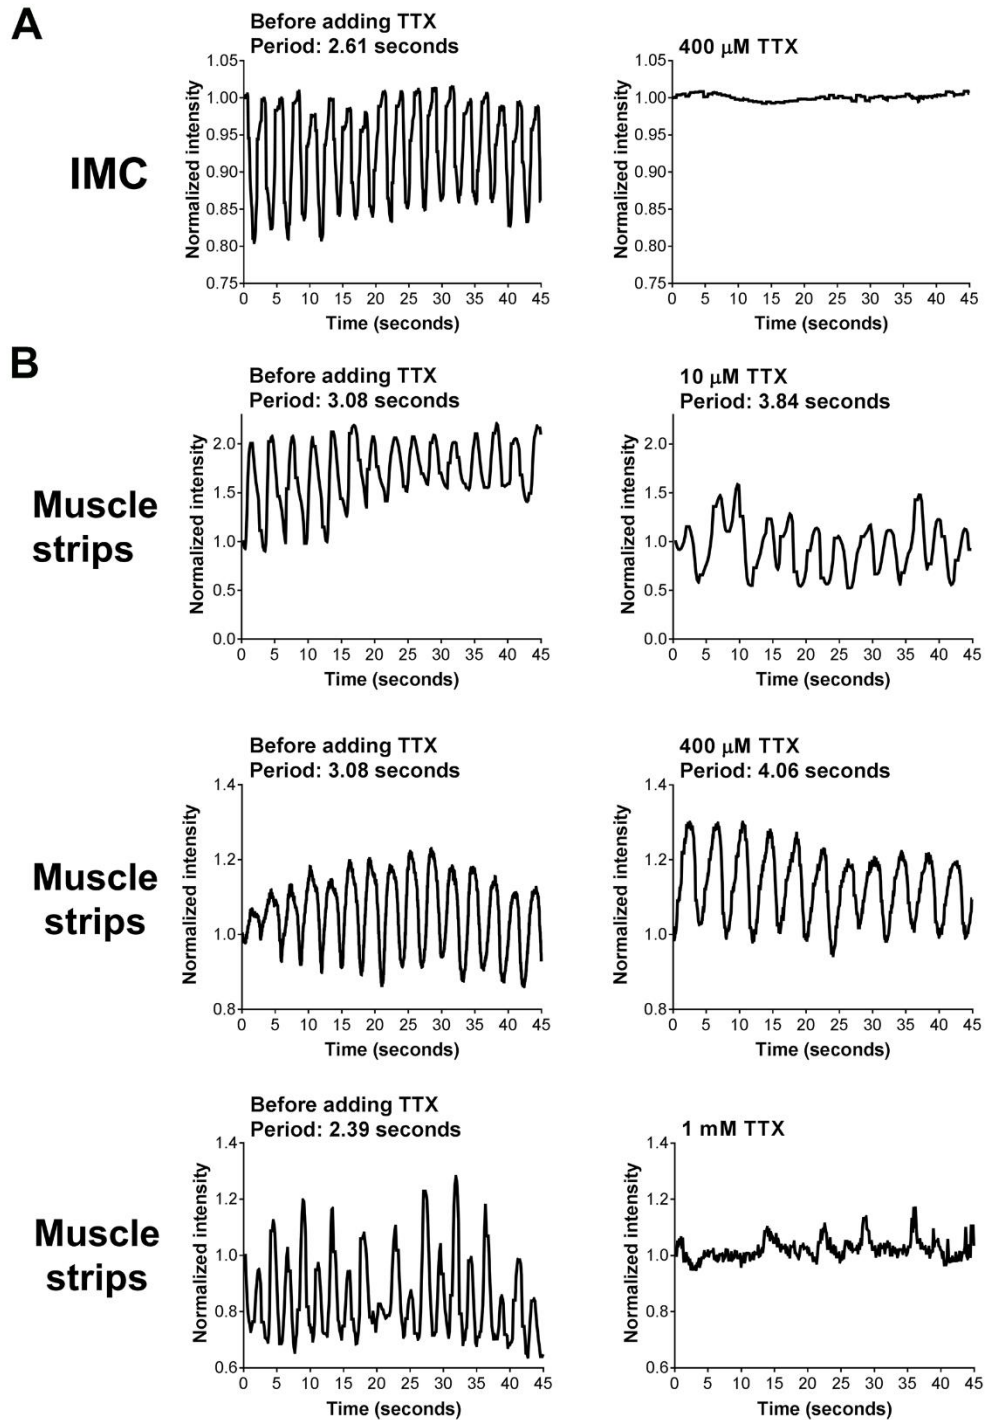 A
Before adding TTX
Period: 2.61 seconds
400 μM TTX
IMC
Normalized intensity
1.05
1.00
0.95
0.90
0.85
0.80
0.75
0 5 10 15 20 25 30 35 40 45
Time (seconds)
Normalized intensity
1.05
1.00
0.95
0.90
0.85
0.80
0.75
0 5 10 15 20 25 30 35 40 45
Time (seconds)
B
Before adding TTX
Period: 3.08 seconds
10 μM TTX
Period: 3.84 seconds
Muscle
strips
Normalized intensity
2.0
1.5
1.0
0.5
0.0
0 5 10 15 20 25 30 35 40 45
Time (seconds)
Normalized intensity
2.0
1.5
1.0
0.5
0.0
0 5 10 15 20 25 30 35 40 45
Time (seconds)
Before adding TTX
Period: 3.08 seconds
400 μM TTX
Period: 4.06 seconds
Muscle
strips
Normalized intensity
1.4
1.2
1.0
0.8
0 5 10 15 20 25 30 35 40 45
Time (seconds)
Normalized intensity
1.4
1.2
1.0
0.8
0 5 10 15 20 25 30 35 40 45
Time (seconds)
Before adding TTX
Period: 2.39 seconds
1 mM TTX
Muscle
strips
Normalized intensity
1.4
1.2
1.0
0.8
0.6
0 5 10 15 20 25 30 35 40 45
Time (seconds)
Normalized intensity
1.4
1.2
1.0
0.8
0.6
0 5 10 15 20 25 30 35 40 45
Time (seconds)